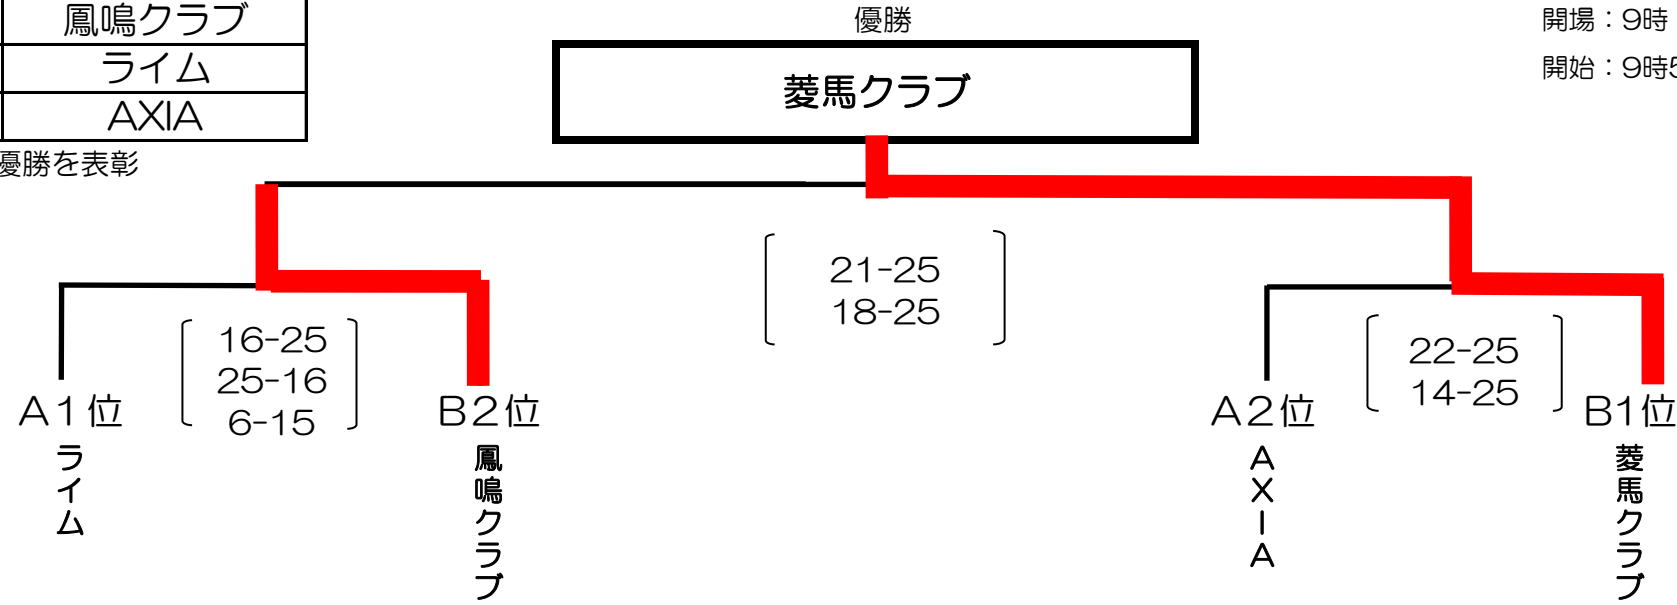 鳳鳴クラブ
ライム
AXIA
優勝を表彰
優勝
菱馬クラブ
開場：9時
開始：9時5
21-25
18-25
16-25
25-16
6-15
22-25
14-25
A1位
B2位
A2位
B1位
ライム
鳳鳴クラブ
AXIA
菱馬クラブ